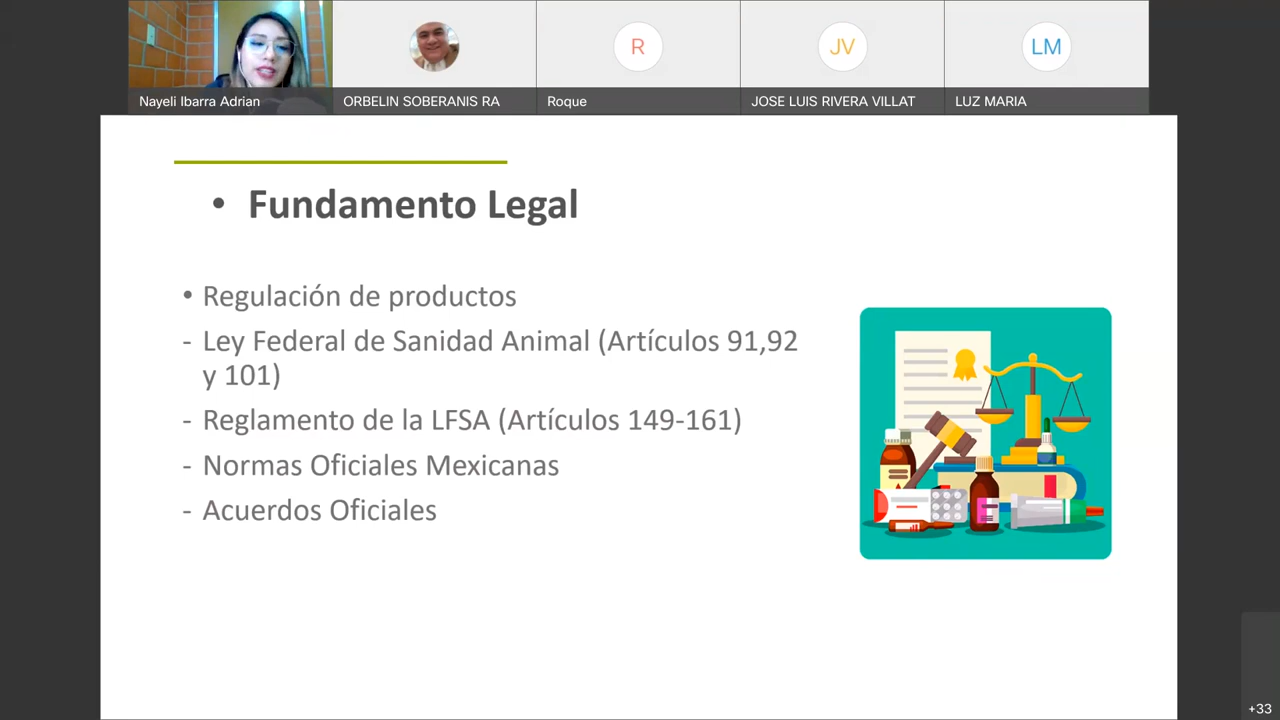 R
JV
LM
Nayeli Ibarra Adrian
ORBELIN SOBERANIS RA
Roque
JOSE LUIS RIVERA VILLAT
LUZ MARIA
• Fundamento Legal
• Regulación de productos
- Ley Federal de Sanidad Animal (Artículos 91,92
y 101)
- Reglamento de la LFSA (Artículos 149-161)
- Normas Oficiales Mexicanas
- Acuerdos Oficiales
+33